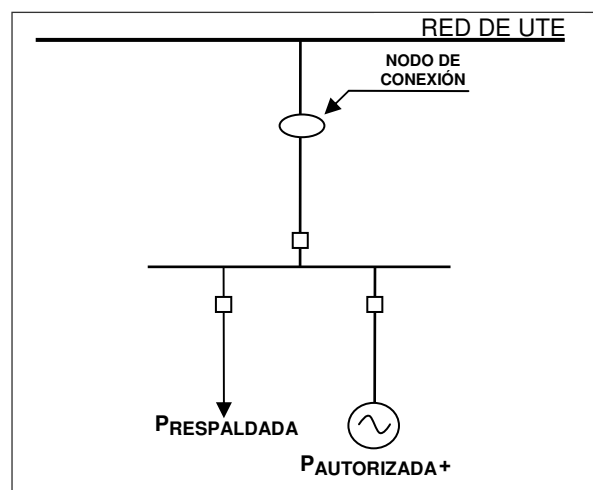 RED DE UTE
NODO DE
CONEXIÓN
PRESPALDADA
PAUTORIZADA+